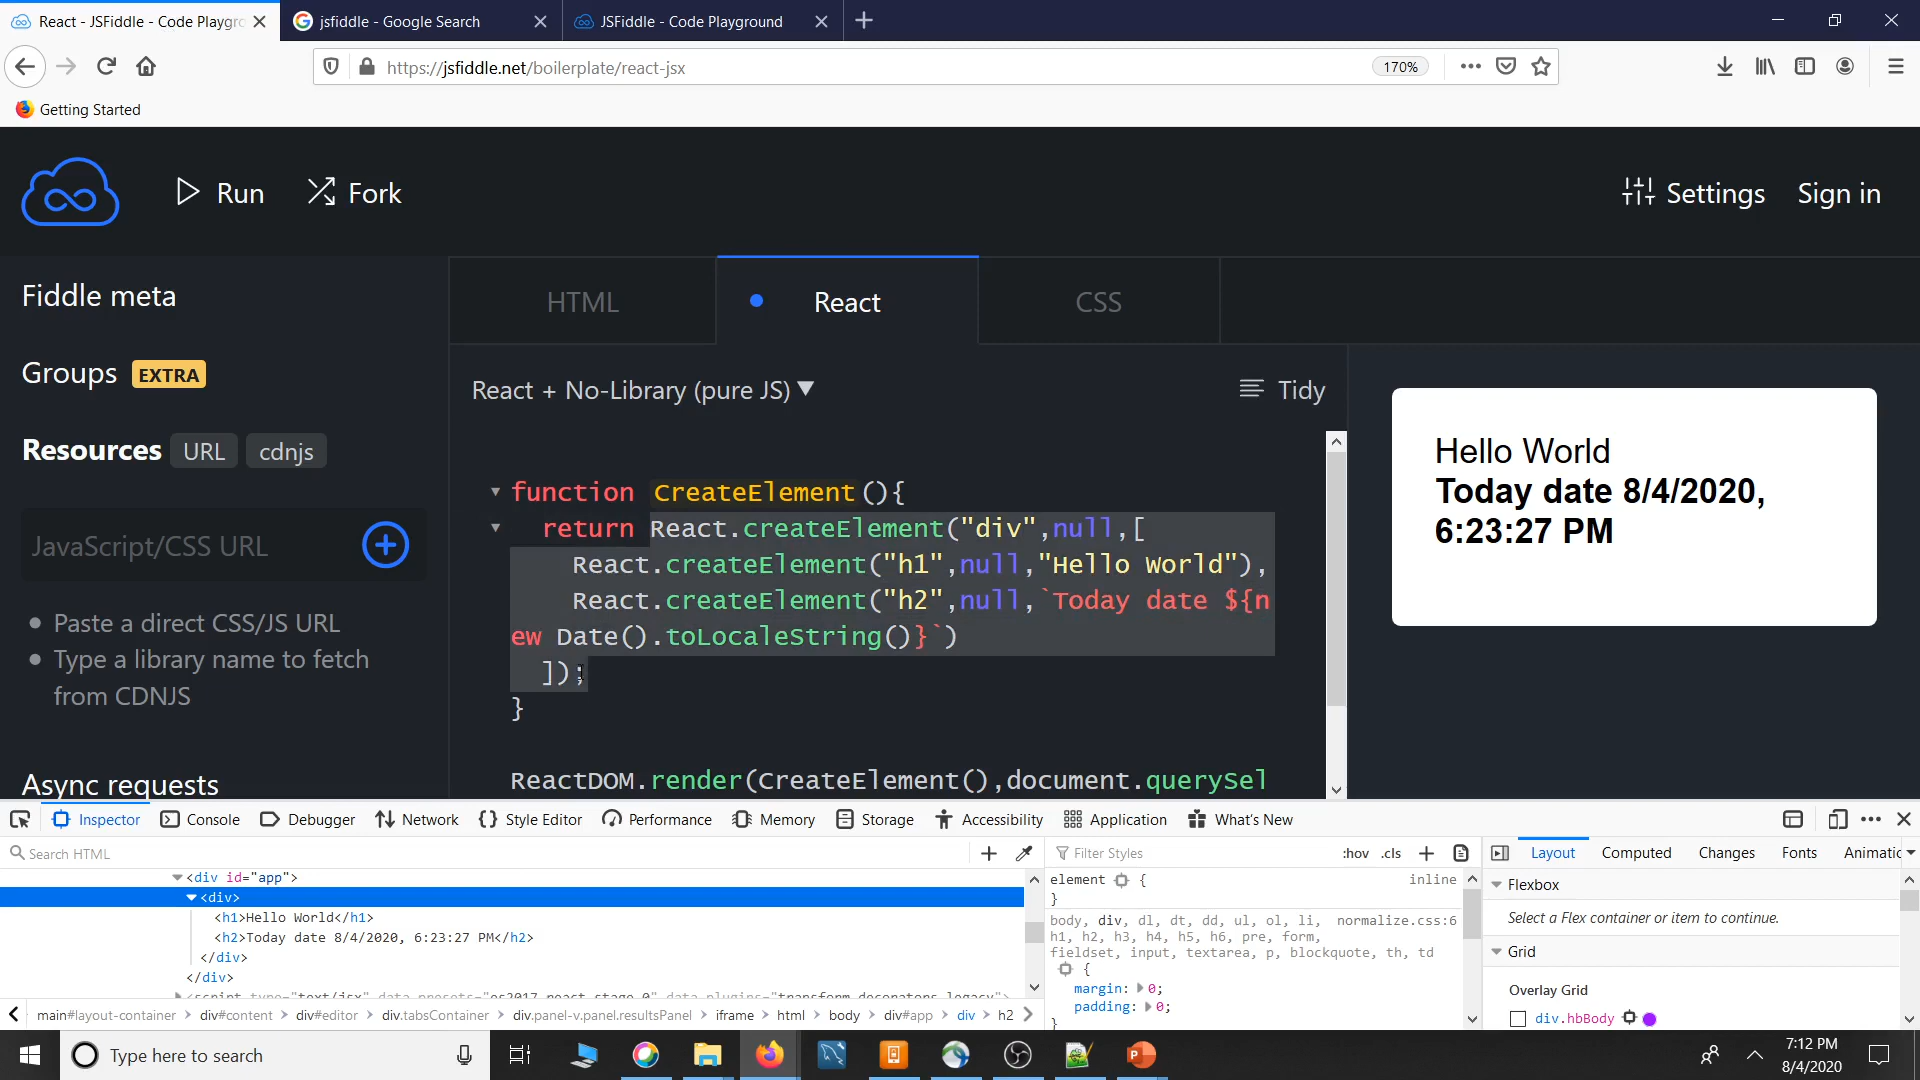 React - JSFiddle - Code Playgro
jsfiddle - Google Search
JSFiddle - Code Playground
https://jsfiddle.net/boilerplate/react-jsx
170%
Getting Started
Run
Fork
Settings
Sign in
Fiddle meta
Groups EXTRA
Resources URL cdnjs
JavaScript/CSS URL
Paste a direct CSS/JS URL
Type a library name to fetch
from CDNJS
Async requests
HTML
React
CSS
React + No-Library (pure JS)
Tidy
function CreateElement(){
return React.createElement("div",null,[
React.createElement("h1",null,"Hello World"),
React.createElement("h2",null,`Today date ${n
ew Date().toLocaleString()}`)
]);
}
ReactDOM.render(CreateElement(),document.querySel
Hello World
Today date 8/4/2020,
6:23:27 PM
Inspector
Console
Debugger
Network
Style Editor
Performance
Memory
Storage
Accessibility
Application
What's New
Search HTML
<div id="app">
<div>
<h1>Hello World</h1>
<h2>Today date 8/4/2020, 6:23:27 PM</h2>
</div>
</div>
main#layout-container > div#content > div#editor > div.tabsContainer > div.panel-v.panel.resultsPanel > iframe > html > body > div#app > div > h2
Filter Styles
:hov .cls
element {
inline
}
body, div, dl, dt, dd, ul, ol, li, normalize.css:6
h1, h2, h3, h4, h5, h6, pre, form,
fieldset, input, textarea, p, blockquote, th, td
{
margin: 0;
padding: 0;
}
Layout
Computed
Changes
Fonts
Animatic
Flexbox
Select a Flex container or item to continue.
Grid
Overlay Grid
div.hbBody
Type here to search
7:12 PM
8/4/2020